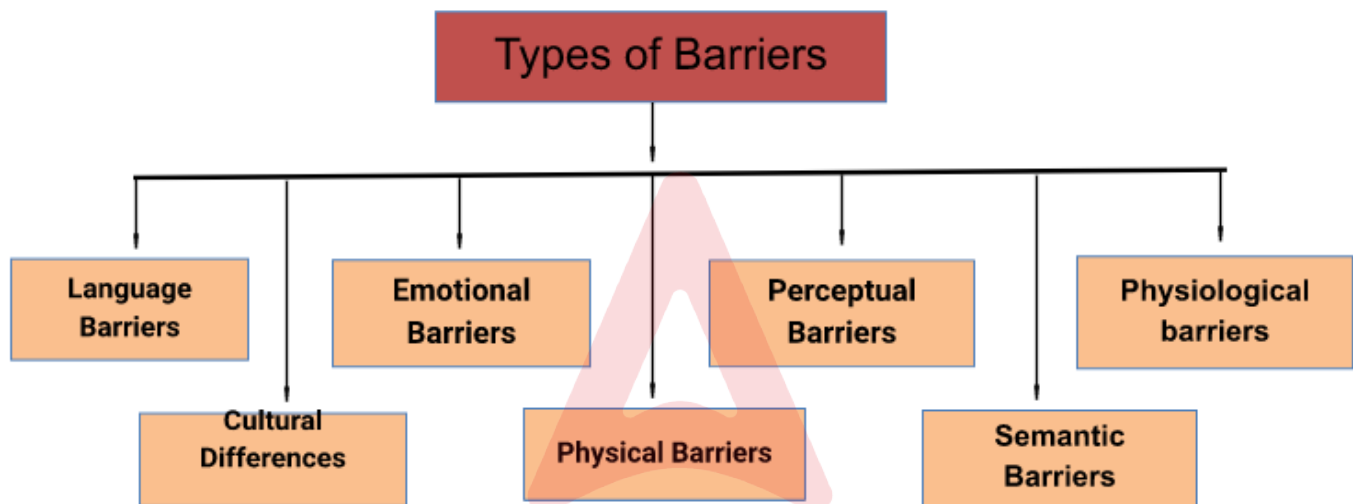 Types of Barriers
Language
Barriers
Emotional
Barriers
Perceptual
Barriers
Physiological
barriers
Cultural
Differences
Physical Barriers
Semantic
Barriers